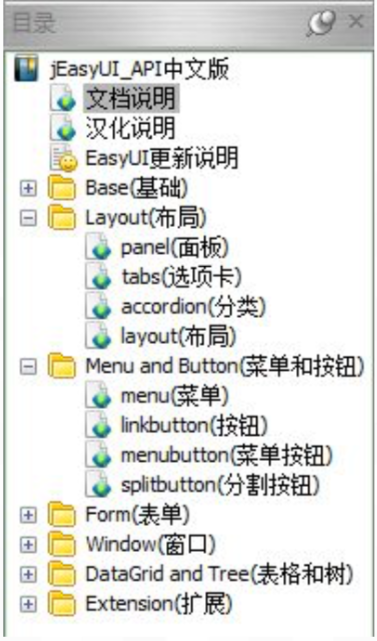 目录
jEasyUI_API中文版
文档说明
汉化说明
EasyUI更新说明
Base(基础)
Layout(布局)
panel(面板)
tabs(选项卡)
accordion(分类)
layout(布局)
Menu and Button(菜单和按钮)
menu(菜单)
linkbutton(按钮)
menubutton(菜单按钮)
splitbutton(分割按钮)
Form(表单)
Window(窗口)
DataGrid and Tree(表格和树)
Extension(扩展)